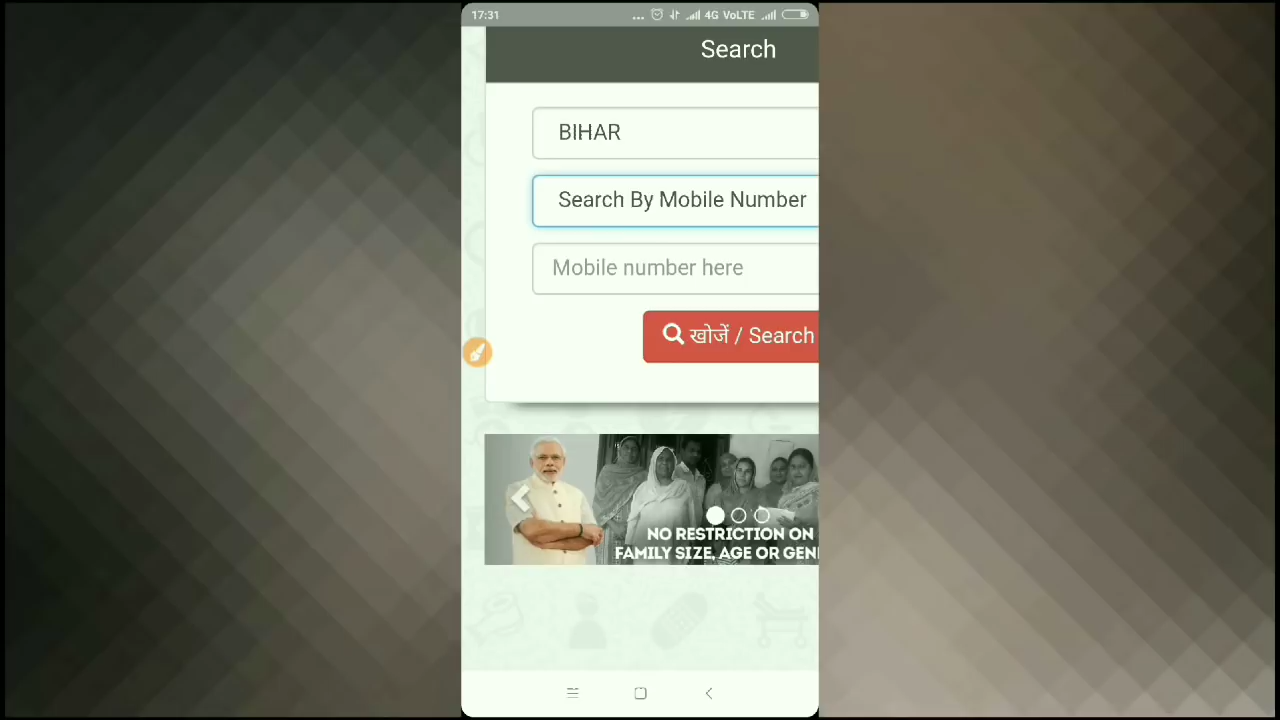 17:31 ... 4G VoLTE
Search
BIHAR
Search By Mobile Number
Mobile number here
खोजें / Search
NO RESTRICTION ON
FAMILY SIZE, AGE OR GEN